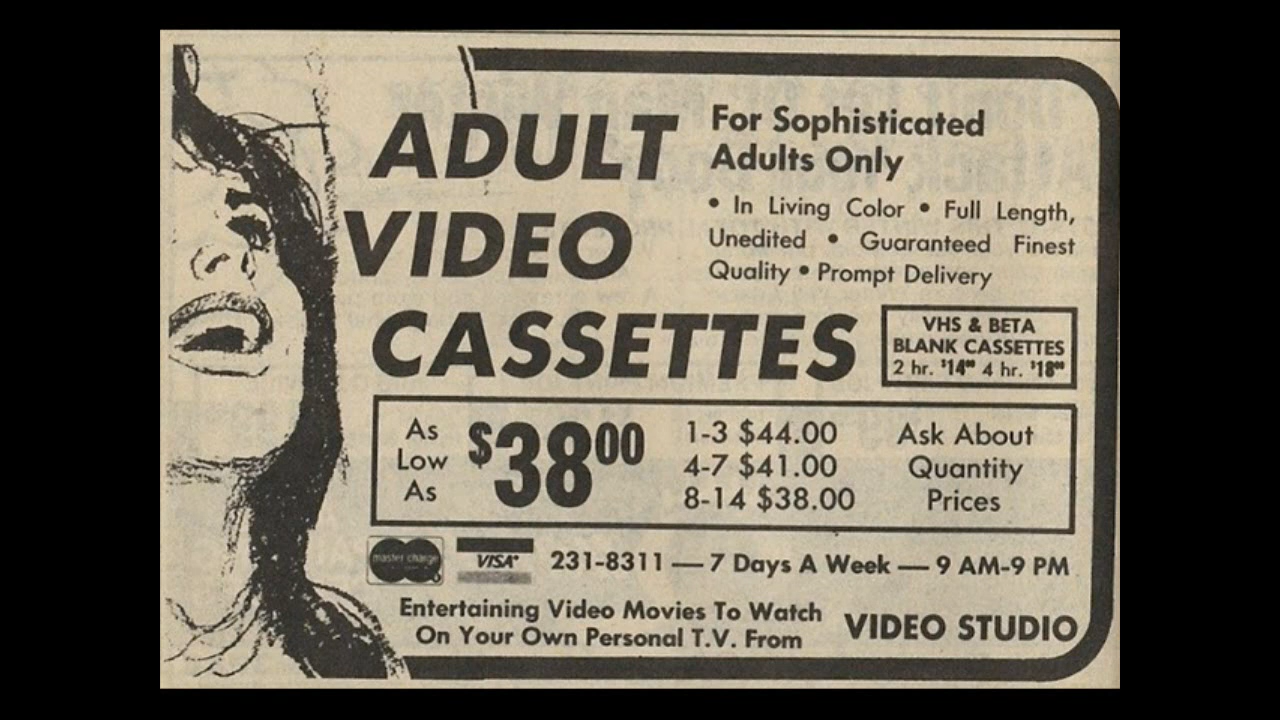 ADULT
VIDEO
CASSETTES
For Sophisticated
Adults Only
• In Living Color • Full Length,
Unedited • Guaranteed Finest
Quality • Prompt Delivery
VHS & BETA
BLANK CASSETTES
2 hr. $14⁰⁰ 4 hr. $18⁰⁰
As
Low
As
$38⁰⁰
1-3 $44.00
4-7 $41.00
8-14 $38.00
Ask About
Quantity
Prices
master charge
VISA®
231-8311 — 7 Days A Week — 9 AM-9 PM
Entertaining Video Movies To Watch
On Your Own Personal T.V. From
VIDEO STUDIO